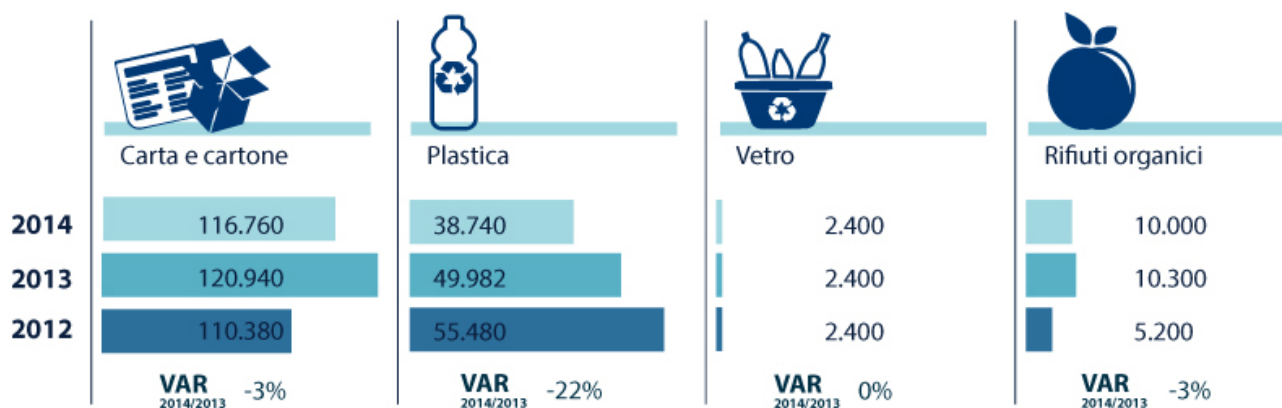 Carta e cartone Plastica Vetro Rifiuti organici
2014 116.760 38.740 2.400 10.000
2013 120.940 49.982 2.400 10.300
2012 110.380 55.480 2.400 5.200
VAR -3% VAR -22% VAR 0% VAR -3%
2014/2013 2014/2013 2014/2013 2014/2013